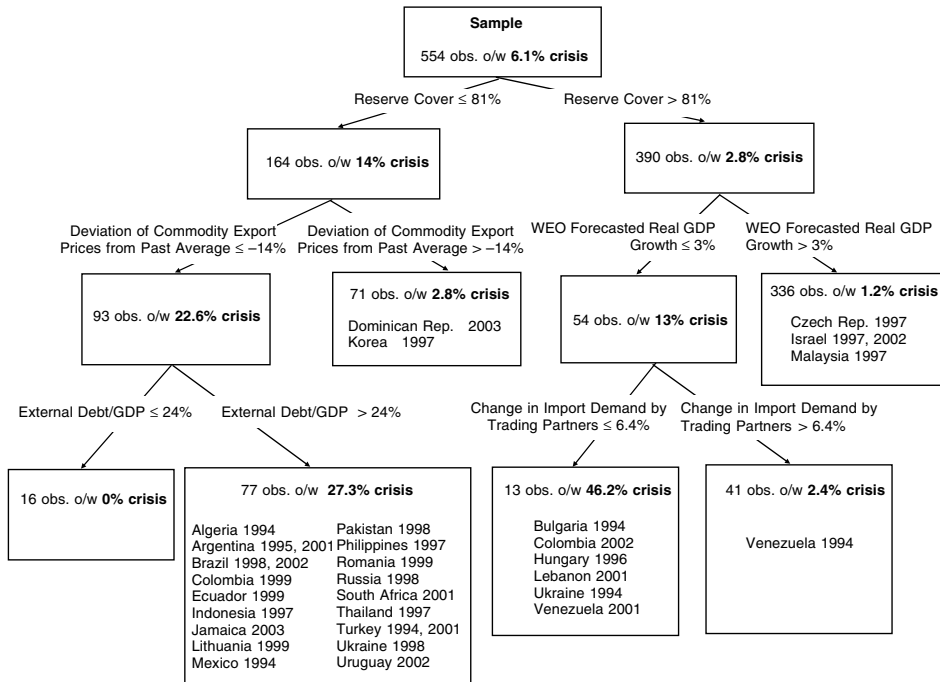 Sample
554 obs. o/w 6.1% crisis
Reserve Cover ≤ 81%
Reserve Cover > 81%
164 obs. o/w 14% crisis
390 obs. o/w 2.8% crisis
Deviation of Commodity Export
Prices from Past Average ≤ –14%
Deviation of Commodity Export
Prices from Past Average > –14%
WEO Forecasted Real GDP
Growth ≤ 3%
WEO Forecasted Real GDP
Growth > 3%
93 obs. o/w 22.6% crisis
71 obs. o/w 2.8% crisis
Dominican Rep. 2003
Korea 1997
54 obs. o/w 13% crisis
336 obs. o/w 1.2% crisis
Czech Rep. 1997
Israel 1997, 2002
Malaysia 1997
External Debt/GDP ≤ 24%
External Debt/GDP > 24%
Change in Import Demand by
Trading Partners ≤ 6.4%
Change in Import Demand by
Trading Partners > 6.4%
16 obs. o/w 0% crisis
77 obs. o/w 27.3% crisis
Algeria 1994
Argentina 1995, 2001
Brazil 1998, 2002
Colombia 1999
Ecuador 1999
Indonesia 1997
Jamaica 2003
Lithuania 1999
Mexico 1994
Pakistan 1998
Philippines 1997
Romania 1999
Russia 1998
South Africa 2001
Thailand 1997
Turkey 1994, 2001
Ukraine 1998
Uruguay 2002
13 obs. o/w 46.2% crisis
Bulgaria 1994
Colombia 2002
Hungary 1996
Lebanon 2001
Ukraine 1994
Venezuela 2001
41 obs. o/w 2.4% crisis
Venezuela 1994